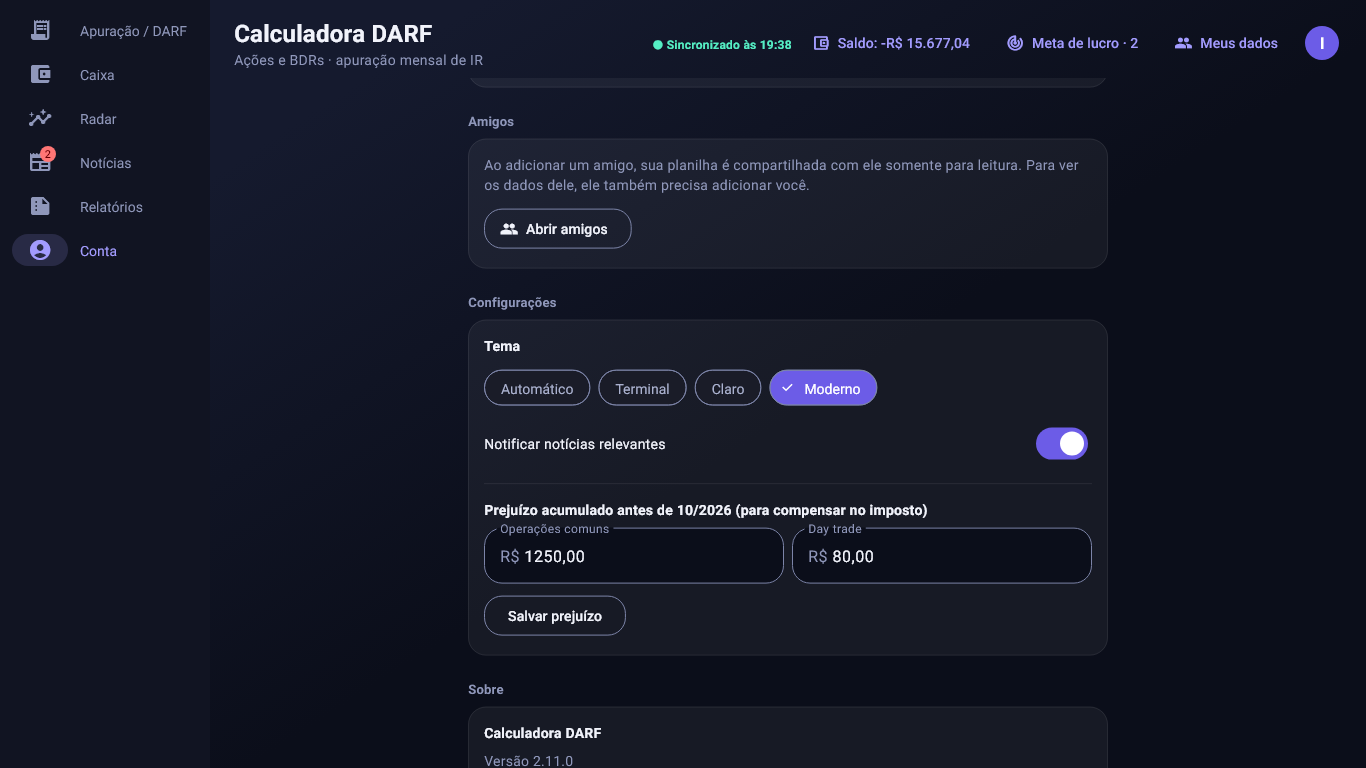 Apuração / DARF
Caixa
Radar
2
Notícias
Relatórios
Conta
Calculadora DARF
Ações e BDRs · apuração mensal de IR
Sincronizado às 19:38
Saldo: -R$ 15.677,04
Meta de lucro · 2
Meus dados
I
Amigos
Ao adicionar um amigo, sua planilha é compartilhada com ele somente para leitura. Para ver
os dados dele, ele também precisa adicionar você.
Abrir amigos
Configurações
Tema
Automático
Terminal
Claro
Moderno
Notificar notícias relevantes
Prejuízo acumulado antes de 10/2026 (para compensar no imposto)
Operações comuns
R$ 1250,00
Day trade
R$ 80,00
Salvar prejuízo
Sobre
Calculadora DARF
Versão 2.11.0